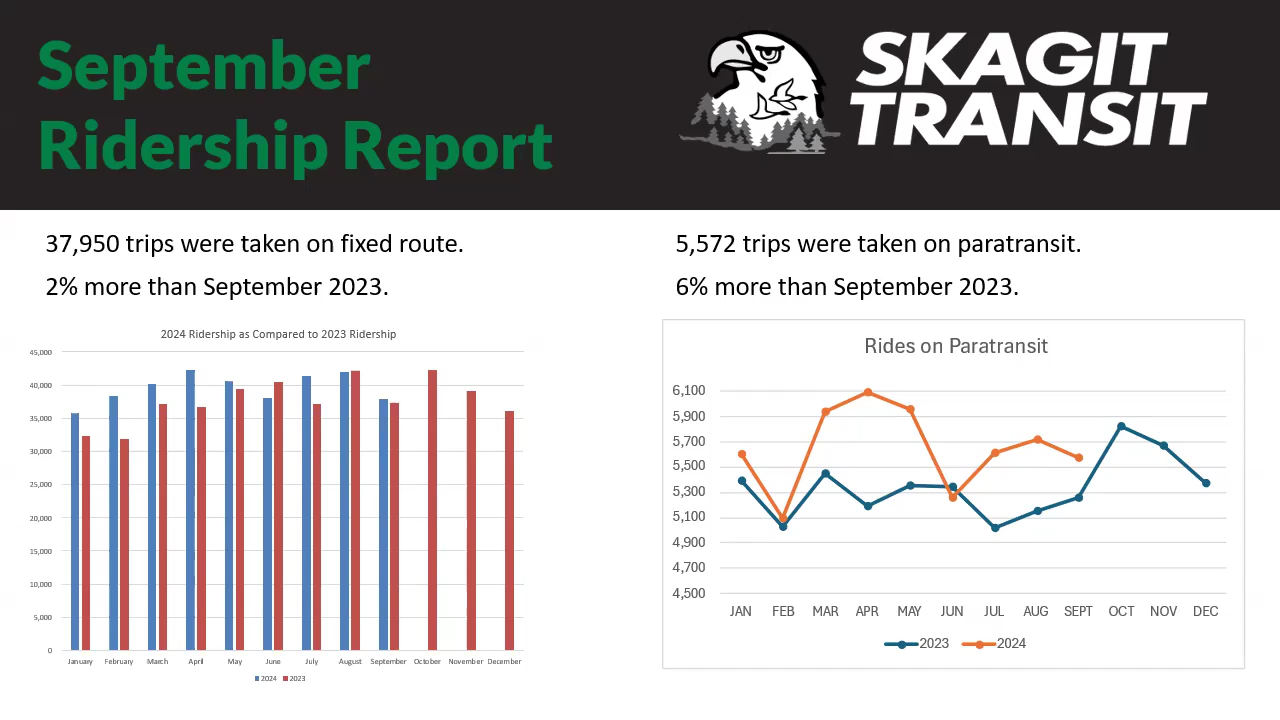 September
Ridership Report
SKAGIT
TRANSIT
37,950 trips were taken on fixed route.
2% more than September 2023.
5,572 trips were taken on paratransit.
6% more than September 2023.
2024 Ridership as Compared to 2023 Ridership
45,000
40,000
35,000
30,000
25,000
20,000
15,000
10,000
5,000
0
January February March April May June July August September October November December
2024 2023
Rides on Paratransit
6,100
5,900
5,700
5,500
5,300
5,100
4,900
4,700
4,500
JAN FEB MAR APR MAY JUN JUL AUG SEPT OCT NOV DEC
2023 2024